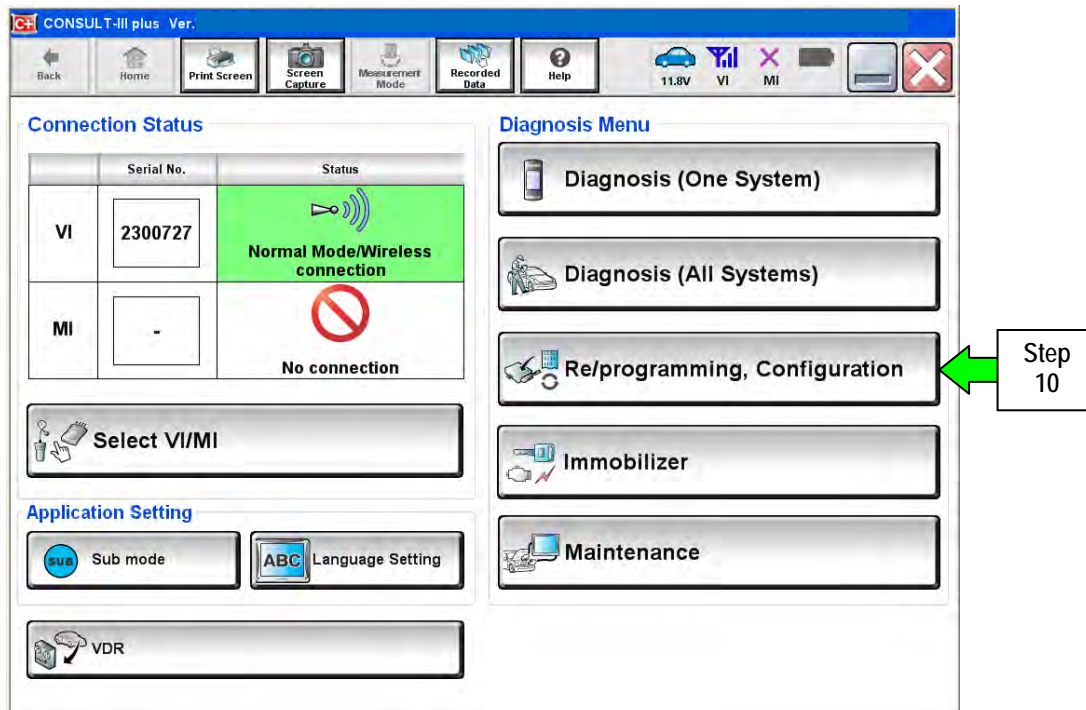 C+ CONSULT-III plus Ver.
Back
Home
Print Screen
Screen
Capture
Measurement
Mode
Recorded
Data
Help
11.8V
VI
MI
Connection Status
Serial No.
Status
VI
2300727
Normal Mode/Wireless
connection
MI
-
No connection
Select VI/MI
Application Setting
SUB
Sub mode
ABC
Language Setting
VDR
Diagnosis Menu
Diagnosis (One System)
Diagnosis (All Systems)
Re/programming, Configuration
Immobilizer
Maintenance
Step
10